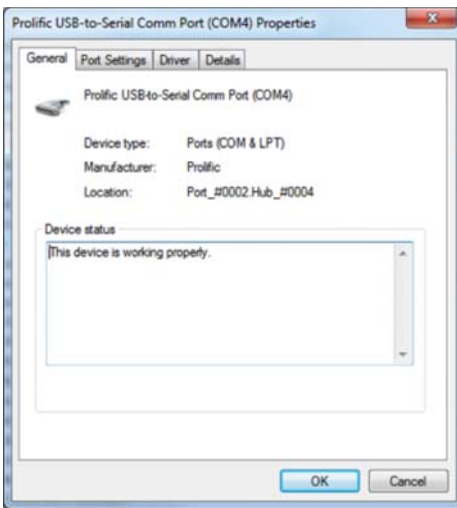 Prolific USB-to-Serial Comm Port (COM4) Properties
General Port Settings Driver Details
Prolific USB-to-Serial Comm Port (COM4)
Device type: Ports (COM & LPT)
Manufacturer: Prolific
Location: Port_#0002.Hub_#0004
Device status
This device is working properly.
OK Cancel